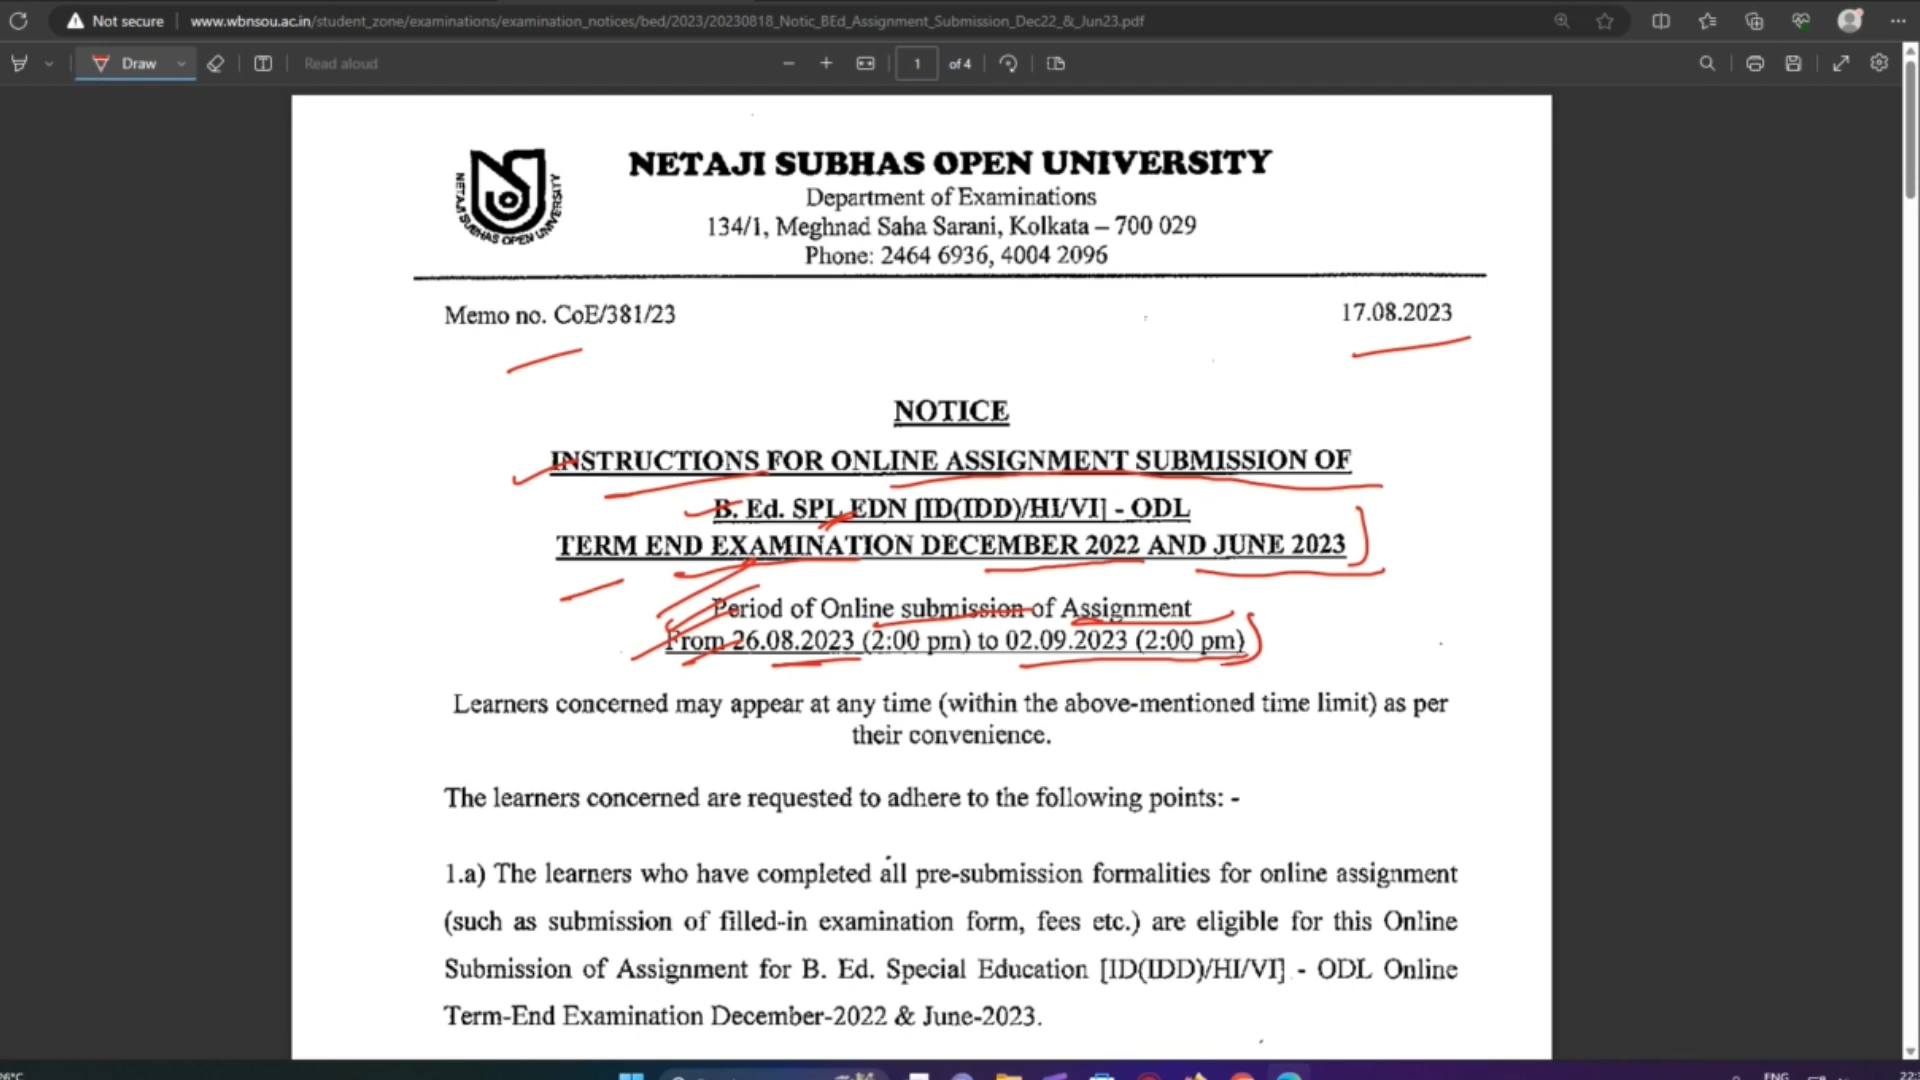 Not secure
www.wbnsou.ac.in/student_zone/examinations/examination_notices/bed/2023/20230818_Notic_BEd_Assignment_Submission_Dec22_&_Jun23.pdf
Draw
Read aloud
1 of 4
NETAJI SUBHAS OPEN UNIVERSITY
NETAJI SUBHAS OPEN UNIVERSITY
Department of Examinations
134/1, Meghnad Saha Sarani, Kolkata – 700 029
Phone: 2464 6936, 4004 2096
Memo no. CoE/381/23 17.08.2023
NOTICE
INSTRUCTIONS FOR ONLINE ASSIGNMENT SUBMISSION OF
B. Ed. SPL EDN [ID(IDD)/HI/VI] - ODL
TERM END EXAMINATION DECEMBER 2022 AND JUNE 2023
Period of Online submission of Assignment
From 26.08.2023 (2:00 pm) to 02.09.2023 (2:00 pm)
Learners concerned may appear at any time (within the above-mentioned time limit) as per
their convenience.
The learners concerned are requested to adhere to the following points: -
1.a) The learners who have completed all pre-submission formalities for online assignment
(such as submission of filled-in examination form, fees etc.) are eligible for this Online
Submission of Assignment for B. Ed. Special Education [ID(IDD)/HI/VI] - ODL Online
Term-End Examination December-2022 & June-2023.
ENG